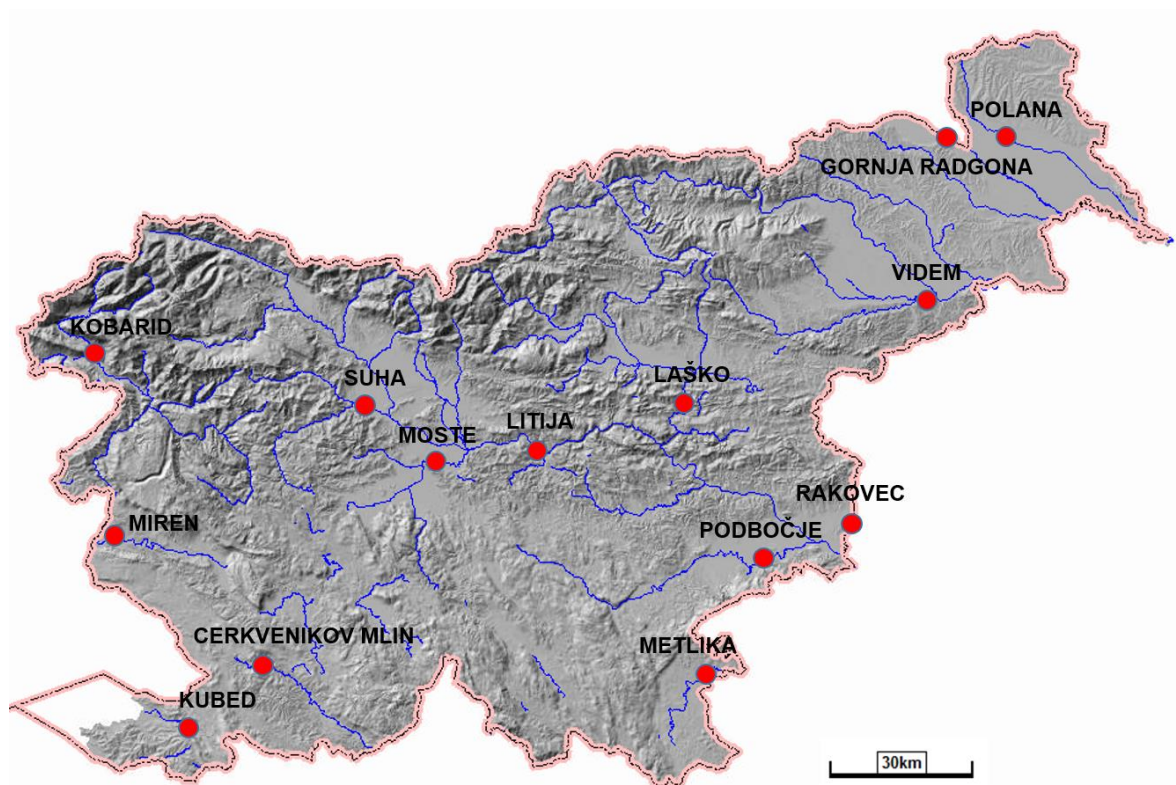 POLANA
GORNJA RADGONA
VIDEM
KOBARID
SUHA
LAŠKO
MOSTE
LITIJA
RAKOVEC
MIREN
PODBOČJE
CERKVENIKOV MLIN
METLIKA
KUBED
30km